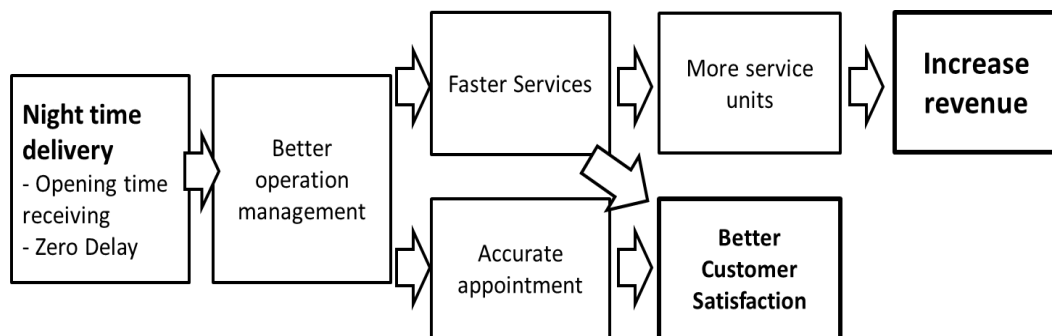 Night time
delivery
- Opening time
receiving
- Zero Delay
Better
operation
management
Faster Services
More service
units
Increase
revenue
Accurate
appointment
Better
Customer
Satisfaction